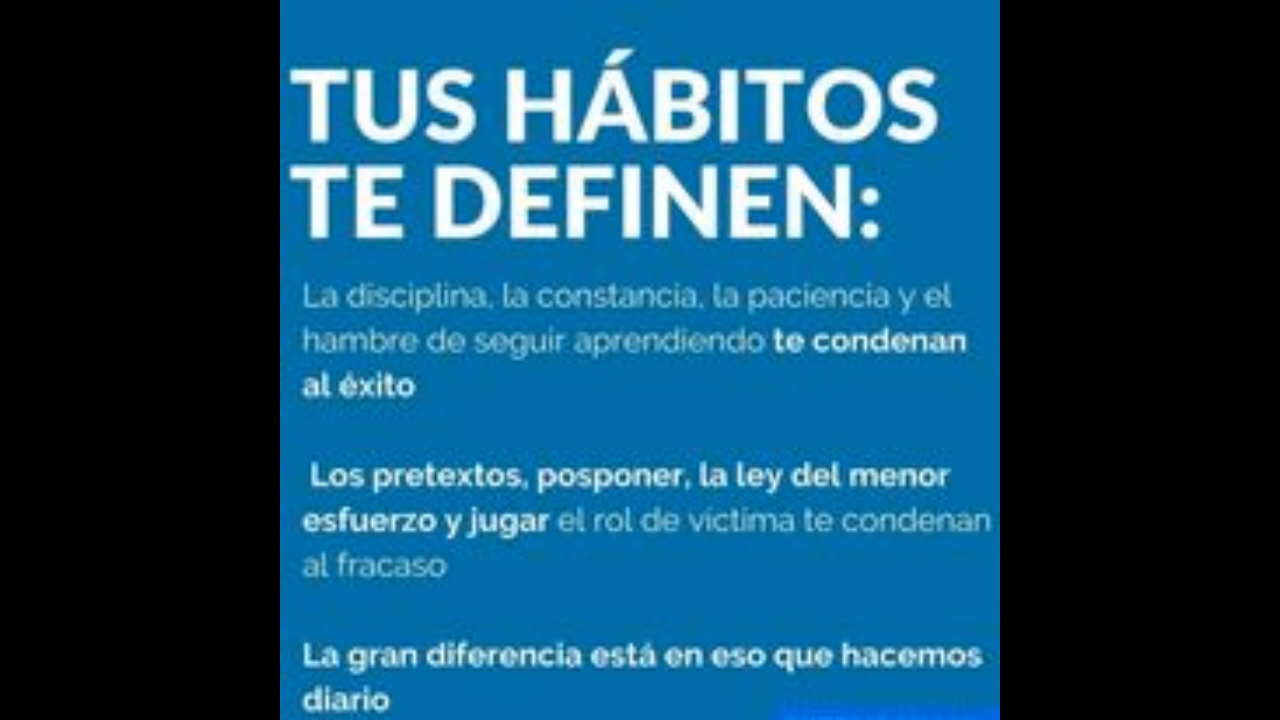 TUS HÁBITOS
TE DEFINEN:
La disciplina, la constancia, la paciencia y el
hambre de seguir aprendiendo te condenan
al éxito
Los pretextos, posponer, la ley del menor
esfuerzo y jugar el rol de victima te condenan
al fracaso
La gran diferencia está en eso que hacemos
diario